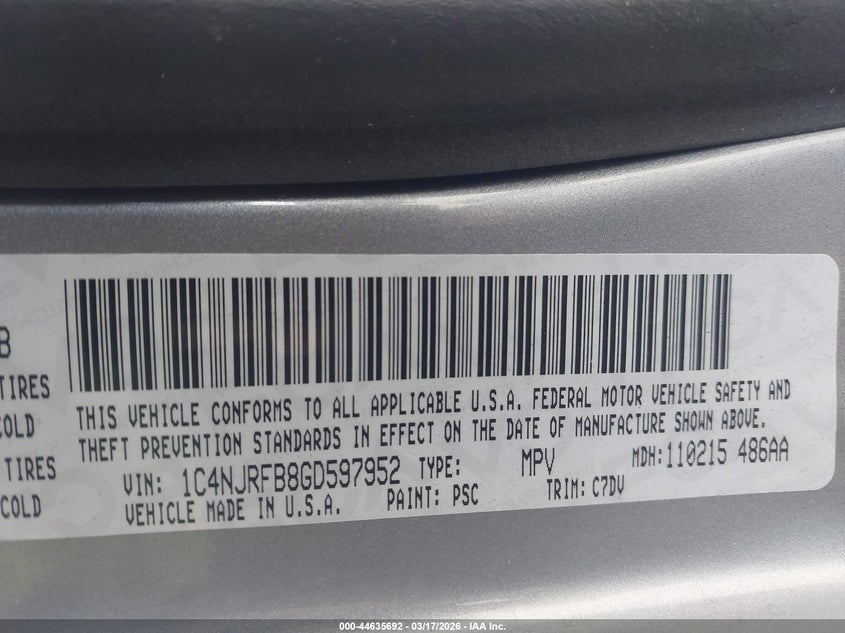 B
TIRES
COLD
TIRES
COLD
THIS VEHICLE CONFORMS TO ALL APPLICABLE U.S.A. FEDERAL MOTOR VEHICLE SAFETY AND
THEFT PREVENTION STANDARDS IN EFFECT ON THE DATE OF MANUFACTURE SHOWN ABOVE.
VIN: 1C4NJRFB8GD597952 TYPE: MPV MDH:110215 486AA
VEHICLE MADE IN U.S.A. PAINT: PSC TRIM: C7DV
000-44635692 - 03/17/2026 - IAA Inc.